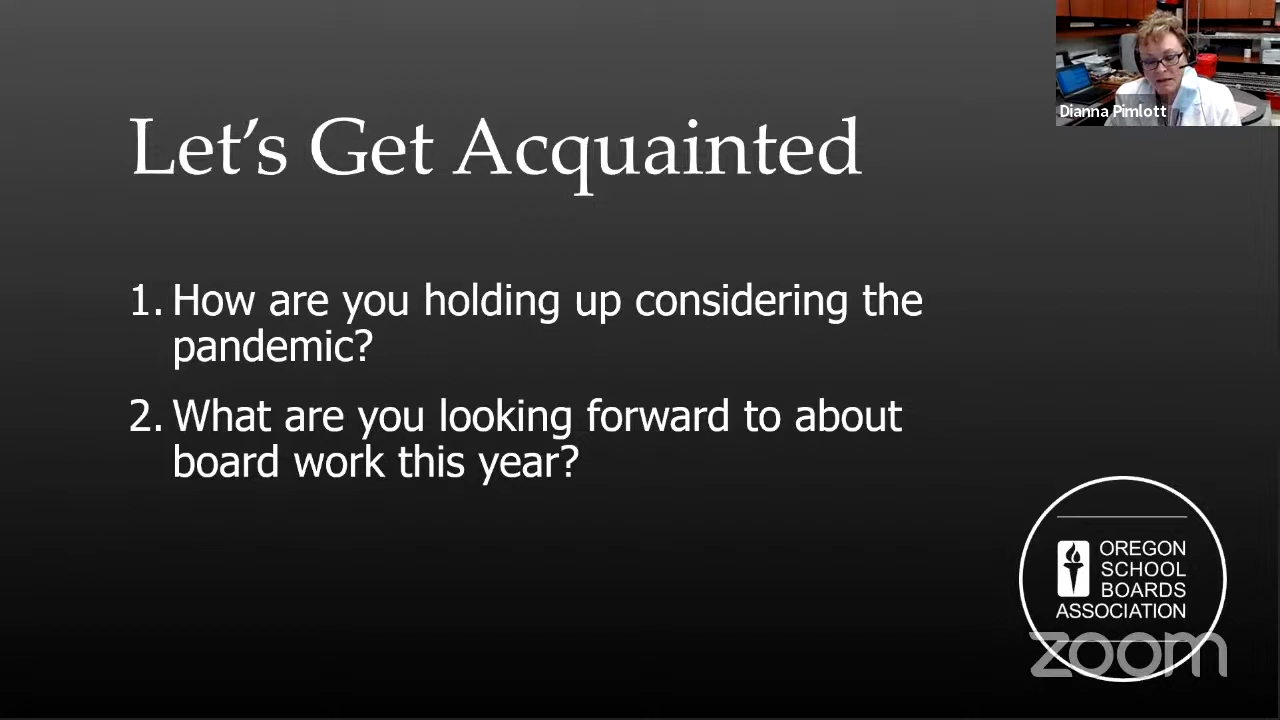 Dianna Pimlott
Let's Get Acquainted
1. How are you holding up considering the
pandemic?
2. What are you looking forward to about
board work this year?
OREGON
SCHOOL
BOARDS
ASSOCIATION
zoom